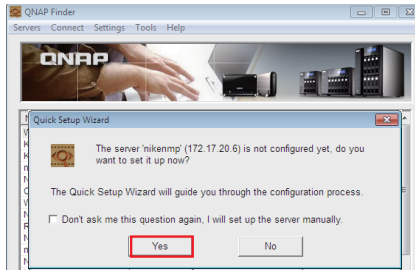 QNAP Finder
Servers Connect Settings Tools Help
QNAP
Quick Setup Wizard
The server 'nikenmp' (172.17.20.6) is not configured yet, do you
want to set it up now?
The Quick Setup Wizard will guide you through the configuration process.
Don't ask me this question again, I will set up the server manually.
Yes
No